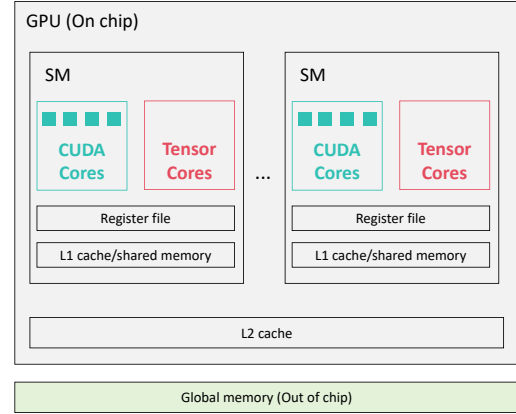 GPU (On chip)
SM
SM
CUDA Cores
Tensor Cores
...
CUDA Cores
Tensor Cores
Register file
Register file
L1 cache/shared memory
L1 cache/shared memory
L2 cache
Global memory (Out of chip)